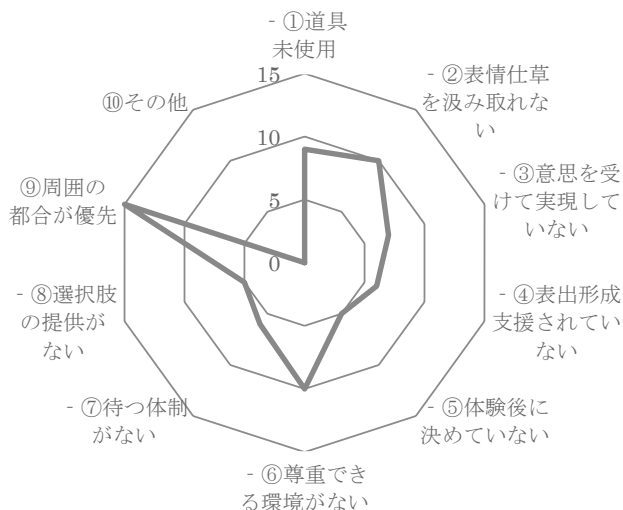 - ①道具
未使用
- ②表情仕草
を汲み取れな
い
- ③意思を受
けて実現して
いない
- ④表出形成
支援されてい
ない
- ⑤体験後に
決めていない
- ⑥尊重でき
る環境がない
- ⑦待つ体制
がない
- ⑧選択肢
の提供が
ない
⑨周囲の
都合が優先
⑩その他
15
10
5
0